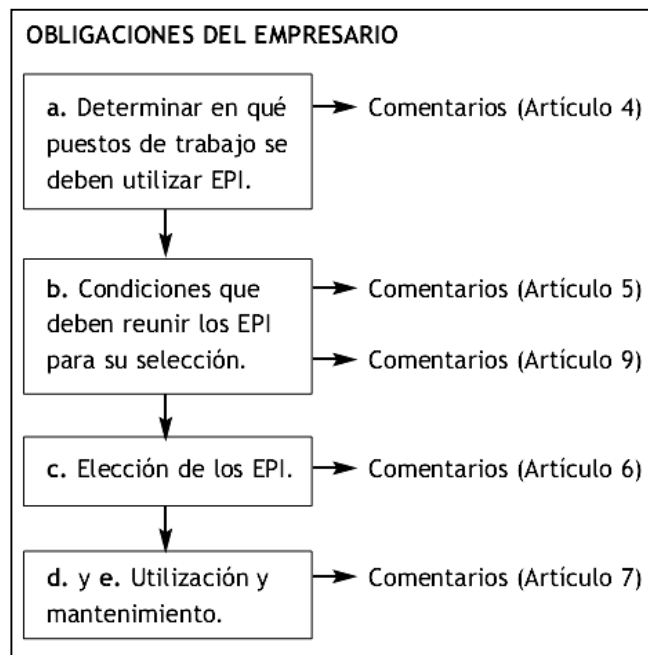 OBLIGACIONES DEL EMPRESARIO
a. Determinar en qué
puestos de trabajo se
deben utilizar EPI.
Comentarios (Artículo 4)
b. Condiciones que
deben reunir los EPI
para su selección.
Comentarios (Artículo 5)
Comentarios (Artículo 9)
c. Elección de los EPI.
Comentarios (Artículo 6)
d. y e. Utilización y
mantenimiento.
Comentarios (Artículo 7)